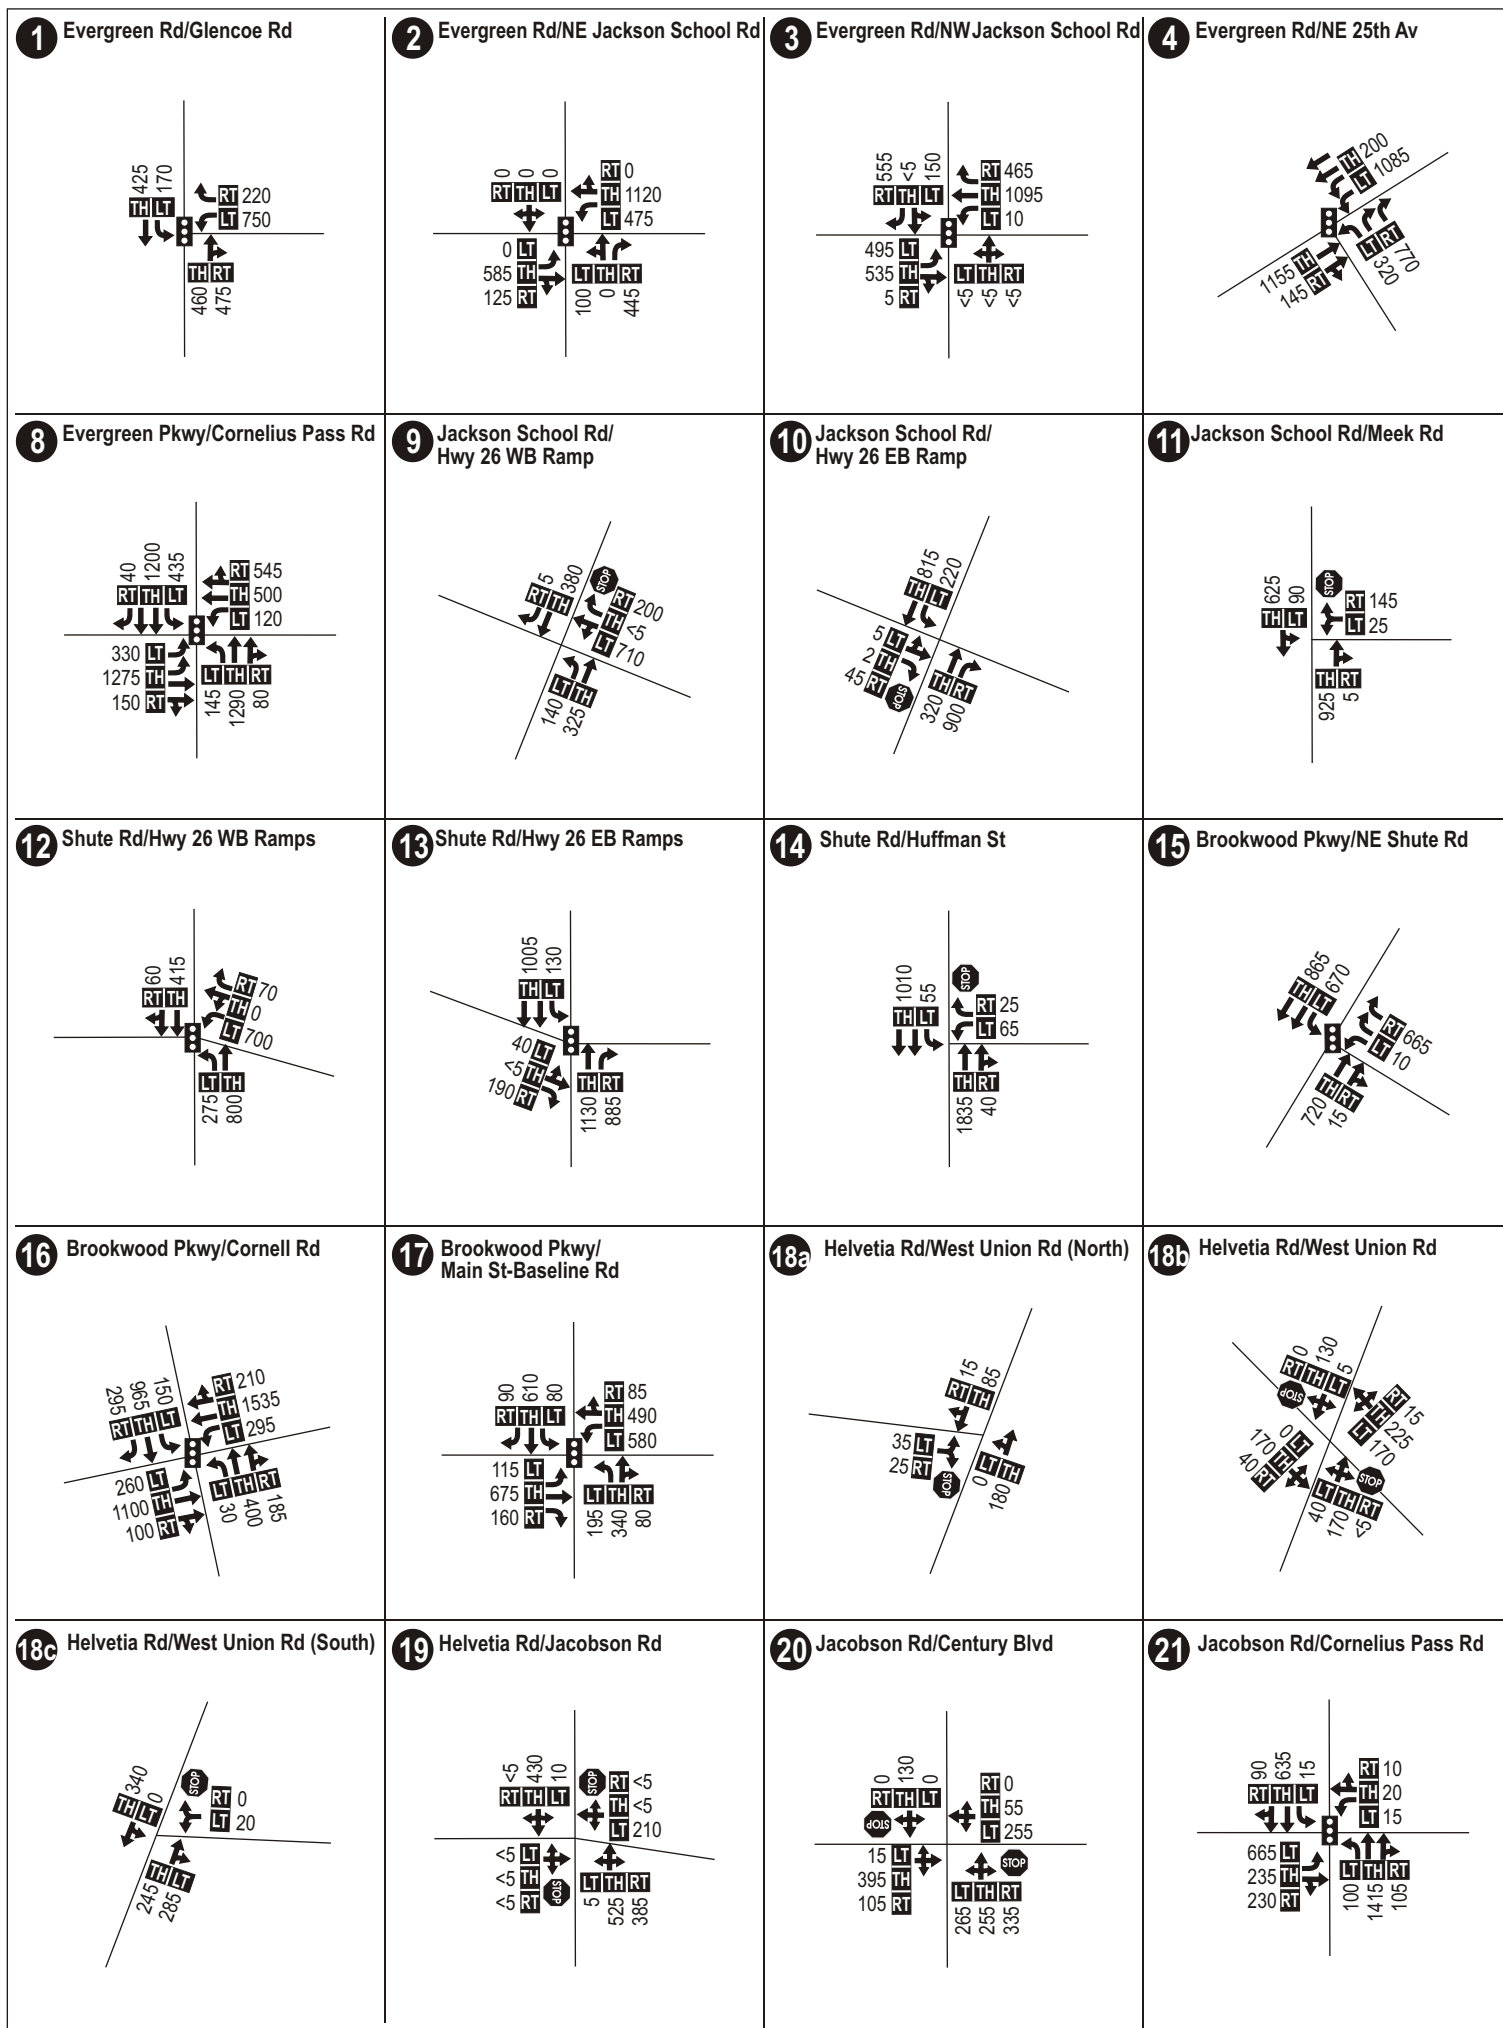 1 Evergreen Rd/Glencoe Rd
425 170
TH LT
RT 220
LT 750
TH RT
460 475
2 Evergreen Rd/NE Jackson School Rd
0 0 0
RT TH LT
RT 0
TH 1120
LT 475
0 LT
585 TH
125 RT
LT TH RT
100 0 445
3 Evergreen Rd/NW Jackson School Rd
555 <5 150
RT TH LT
RT 465
TH 1095
LT 10
495 LT
535 TH
5 RT
LT TH RT
<5 <5 <5
4 Evergreen Rd/NE 25th Av
TH 200
LT 1085
1155 TH
145 RT
LT RT
320 770
8 Evergreen Pkwy/Cornelius Pass Rd
40 1200 435
RT TH LT
RT 545
TH 500
LT 120
330 LT
1275 TH
150 RT
LT TH RT
145 1290 80
9 Jackson School Rd/
Hwy 26 WB Ramp
5 380
RT TH
STOP
RT 200
TH <5
LT 710
LT TH
140 325
10 Jackson School Rd/
Hwy 26 EB Ramp
815 220
TH LT
5 LT
2 TH
45 RT
STOP
TH RT
320 900
11 Jackson School Rd/Meek Rd
625 90
TH LT
STOP
RT 145
LT 25
TH RT
925 5
12 Shute Rd/Hwy 26 WB Ramps
60 415
RT TH
RT 70
TH 0
LT 700
LT TH
275 800
13 Shute Rd/Hwy 26 EB Ramps
1005 130
TH LT
40 LT
<5 TH
190 RT
TH RT
1130 885
14 Shute Rd/Huffman St
1010 55
TH LT
STOP
RT 25
LT 65
TH RT
1835 40
15 Brookwood Pkwy/NE Shute Rd
865 670
TH LT
RT 665
LT 10
TH RT
720 15
16 Brookwood Pkwy/Cornell Rd
295 965 150
RT TH LT
RT 210
TH 1535
LT 295
260 LT
1100 TH
100 RT
LT TH RT
30 400 185
17 Brookwood Pkwy/
Main St-Baseline Rd
90 610 80
RT TH LT
RT 85
TH 490
LT 580
115 LT
675 TH
160 RT
LT TH RT
195 340 80
18a Helvetia Rd/West Union Rd (North)
15 85
RT TH
35 LT
25 RT
STOP
LT TH
0 180
18b Helvetia Rd/West Union Rd
0 130 5
RT TH LT
STOP
RT 15
TH 225
LT 170
0 LT
170 TH
40 RT
STOP
LT TH RT
40 170 <5
18c Helvetia Rd/West Union Rd (South)
340 0
TH LT
STOP
RT 0
LT 20
TH LT
245 285
19 Helvetia Rd/Jacobson Rd
<5 430 10
RT TH LT
STOP
RT <5
TH <5
LT 210
<5 LT
<5 TH
<5 RT
STOP
LT TH RT
5 525 385
20 Jacobson Rd/Century Blvd
0 130 0
RT TH LT
STOP
RT 0
TH 55
LT 255
15 LT
395 TH
105 RT
STOP
LT TH RT
265 255 335
21 Jacobson Rd/Cornelius Pass Rd
90 635 15
RT TH LT
RT 10
TH 20
LT 15
665 LT
235 TH
230 RT
LT TH RT
100 1415 105